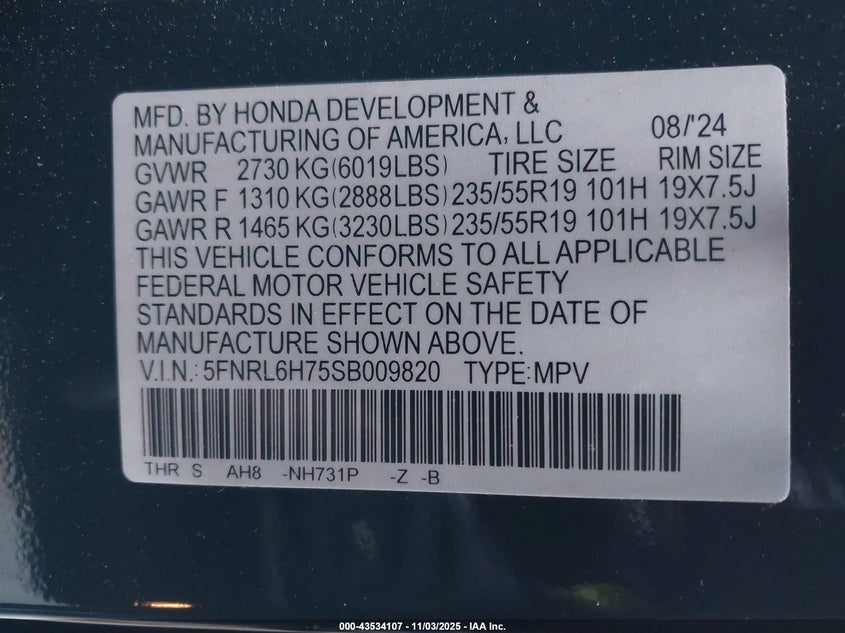 MFD. BY HONDA DEVELOPMENT &
MANUFACTURING OF AMERICA, LLC 08/'24
GVWR 2730 KG(6019LBS) TIRE SIZE RIM SIZE
GAWR F 1310 KG(2888LBS) 235/55R19 101H 19X7.5J
GAWR R 1465 KG(3230LBS) 235/55R19 101H 19X7.5J
THIS VEHICLE CONFORMS TO ALL APPLICABLE
FEDERAL MOTOR VEHICLE SAFETY
STANDARDS IN EFFECT ON THE DATE OF
MANUFACTURE SHOWN ABOVE.
V.I.N.: 5FNRL6H75SB009820 TYPE: MPV
THR S AH8 -NH731P -Z -B
000-43534107 - 11/03/2025 - IAA Inc.